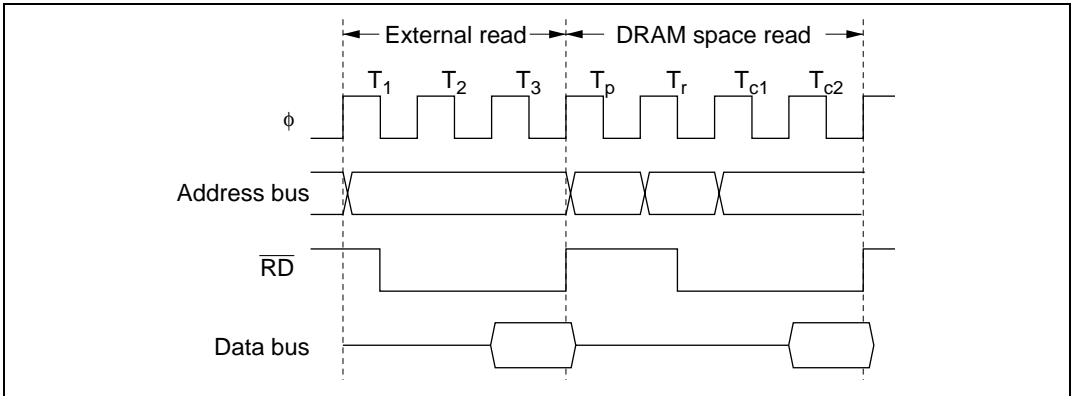 External read DRAM space read
T1 T2 T3 Tp Tr Tc1 Tc2
ϕ
Address bus
RD
Data bus